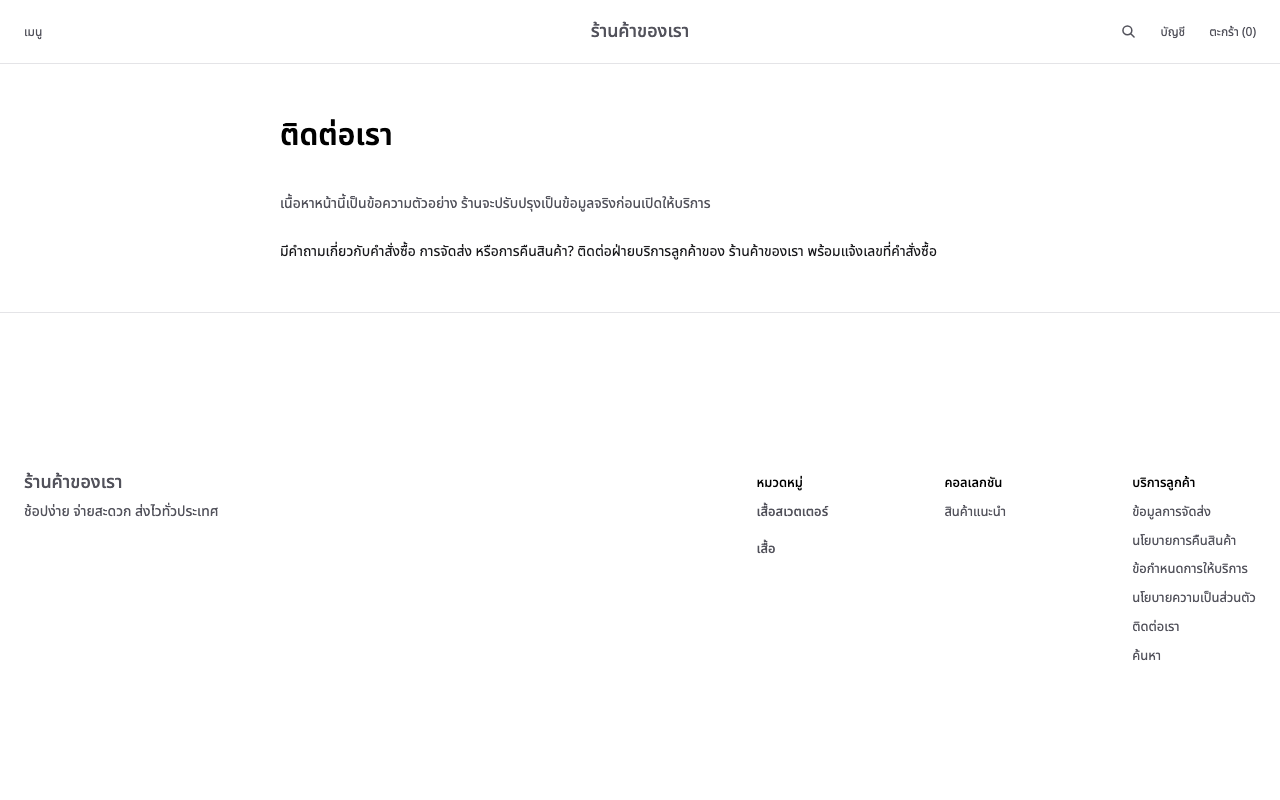 เมนู
ร้านค้าของเรา
บัญชี
ตะกร้า (0)
ติดต่อเรา
เนื้อหาหน้านี้เป็นข้อความตัวอย่าง ร้านจะปรับปรุงเป็นข้อมูลจริงก่อนเปิดให้บริการ
มีคำถามเกี่ยวกับคำสั่งซื้อ การจัดส่ง หรือการคืนสินค้า? ติดต่อฝ่ายบริการลูกค้าของ ร้านค้าของเรา พร้อมแจ้งเลขที่คำสั่งซื้อ
ร้านค้าของเรา
ช้อปง่าย จ่ายสะดวก ส่งไวทั่วประเทศ
หมวดหมู่
เสื้อสเวตเตอร์
เสื้อ
คอลเลกชัน
สินค้าแนะนำ
บริการลูกค้า
ข้อมูลการจัดส่ง
นโยบายการคืนสินค้า
ข้อกำหนดการให้บริการ
นโยบายความเป็นส่วนตัว
ติดต่อเรา
ค้นหา